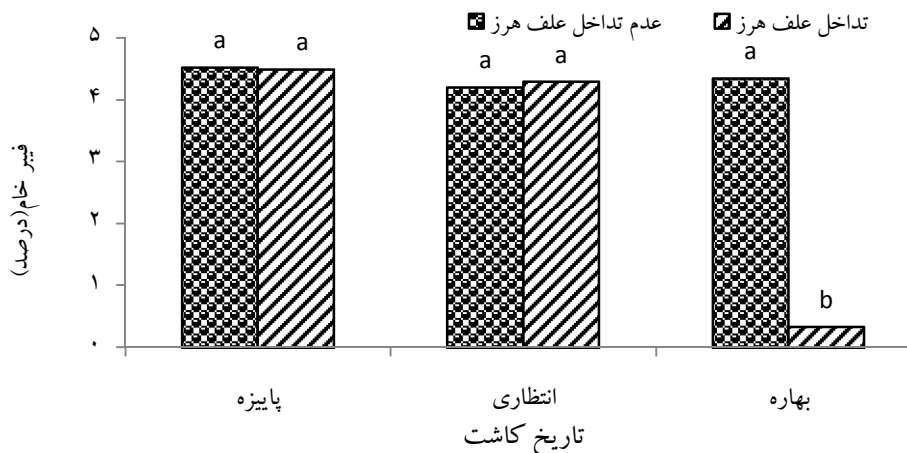 عدم تداخل علف هرز
تداخل علف هرز
۵
۴
۳
۲
۱
۰
فیبر خام(درصد)
a
a
a
a
a
b
پاییزه
انتظاری
بهاره
تاریخ کاشت